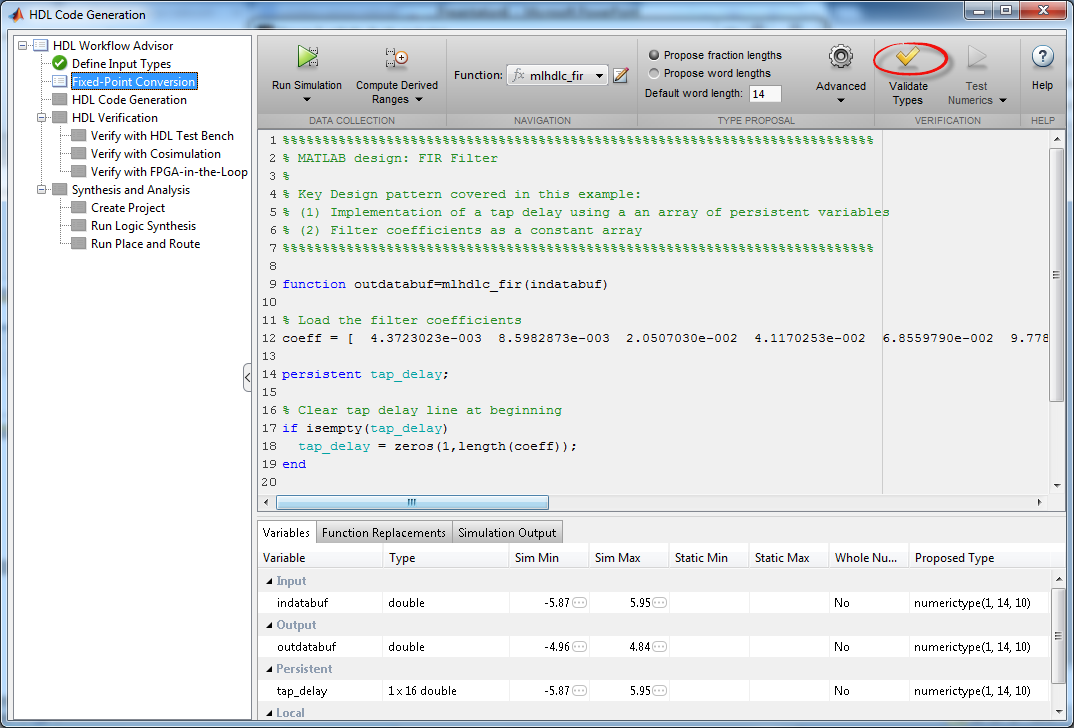 HDL Code Generation
HDL Workflow Advisor
Define Input Types
Fixed-Point Conversion
HDL Code Generation
HDL Verification
Verify with HDL Test Bench
Verify with Cosimulation
Verify with FPGA-in-the-Loop
Synthesis and Analysis
Create Project
Run Logic Synthesis
Run Place and Route
Run Simulation
Compute Derived
Ranges
DATA COLLECTION
Function: fx mlhdlc_fir
NAVIGATION
Propose fraction lengths
Propose word lengths
Default word length: 14
TYPE PROPOSAL
Advanced
Validate
Types
Test
Numerics
VERIFICATION
Help
HELP
1 %%%%%%%%%%%%%%%%%%%%%%%%%%%%%%%%%%%%%%%%%%%%%%%%%%%%%%%%%%%%%%%%%%%%%%%%%%
2 % MATLAB design: FIR Filter
3 %
4 % Key Design pattern covered in this example:
5 % (1) Implementation of a tap delay using a an array of persistent variables
6 % (2) Filter coefficients as a constant array
7 %%%%%%%%%%%%%%%%%%%%%%%%%%%%%%%%%%%%%%%%%%%%%%%%%%%%%%%%%%%%%%%%%%%%%%%%%%
8
9 function outdatabuf=mlhdlc_fir(indatabuf)
10
11 % Load the filter coefficients
12 coeff = [ 4.3723023e-003 8.5982873e-003 2.0507030e-002 4.1170253e-002 6.8559790e-002 9.778
13
14 persistent tap_delay;
15
16 % Clear tap delay line at beginning
17 if isempty(tap_delay)
18 tap_delay = zeros(1,length(coeff));
19 end
20
Variables Function Replacements Simulation Output
Variable Type Sim Min Sim Max Static Min Static Max Whole Nu... Proposed Type
Input
indatabuf double -5.87 5.95 No numerictype(1, 14, 10)
Output
outdatabuf double -4.96 4.84 No numerictype(1, 14, 10)
Persistent
tap_delay 1 x 16 double -5.87 5.95 No numerictype(1, 14, 10)
Local